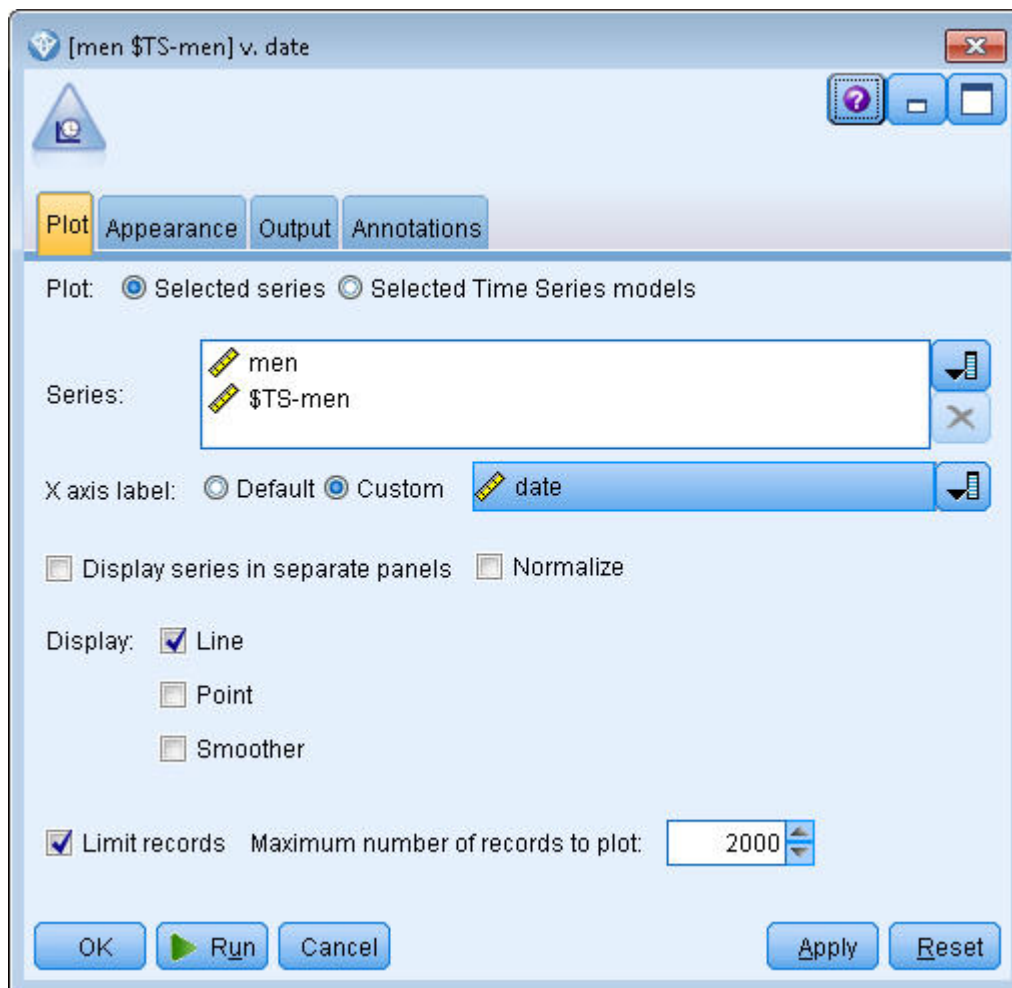 [men $TS-men] v. date
?
Plot Appearance Output Annotations
Plot: Selected series Selected Time Series models
Series:
men
$TS-men
X axis label: Default Custom date
Display series in separate panels Normalize
Display: Line
Point
Smoother
Limit records Maximum number of records to plot: 2000
OK Run Cancel Apply Reset